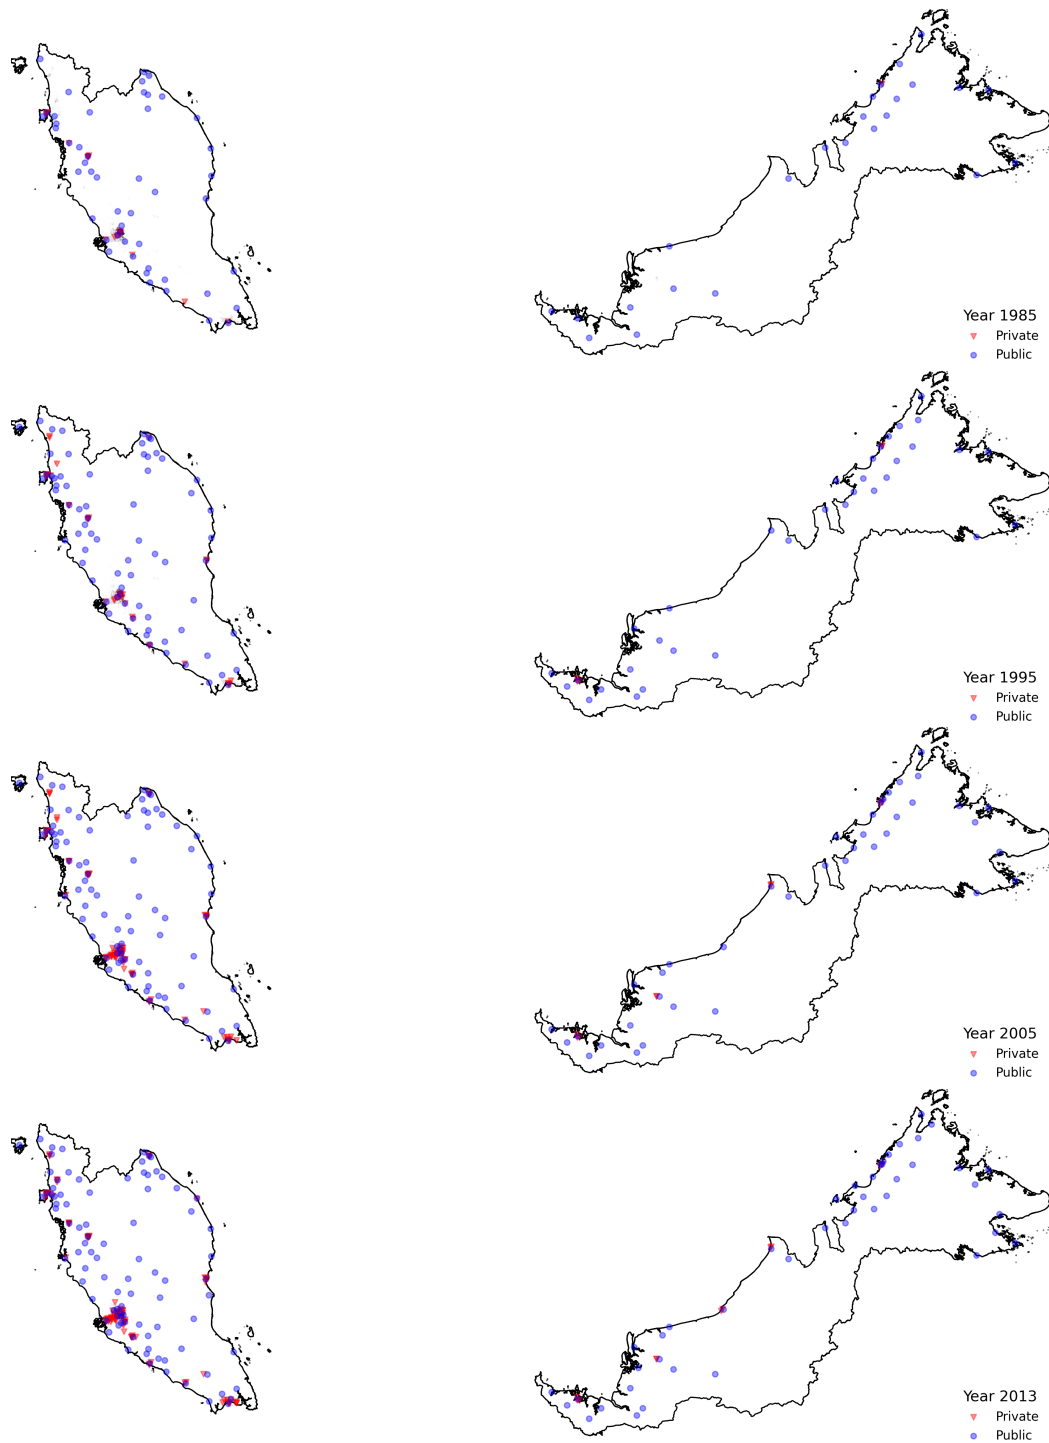 Year 1985
Private
Public
Year 1995
Private
Public
Year 2005
Private
Public
Year 2013
Private
Public